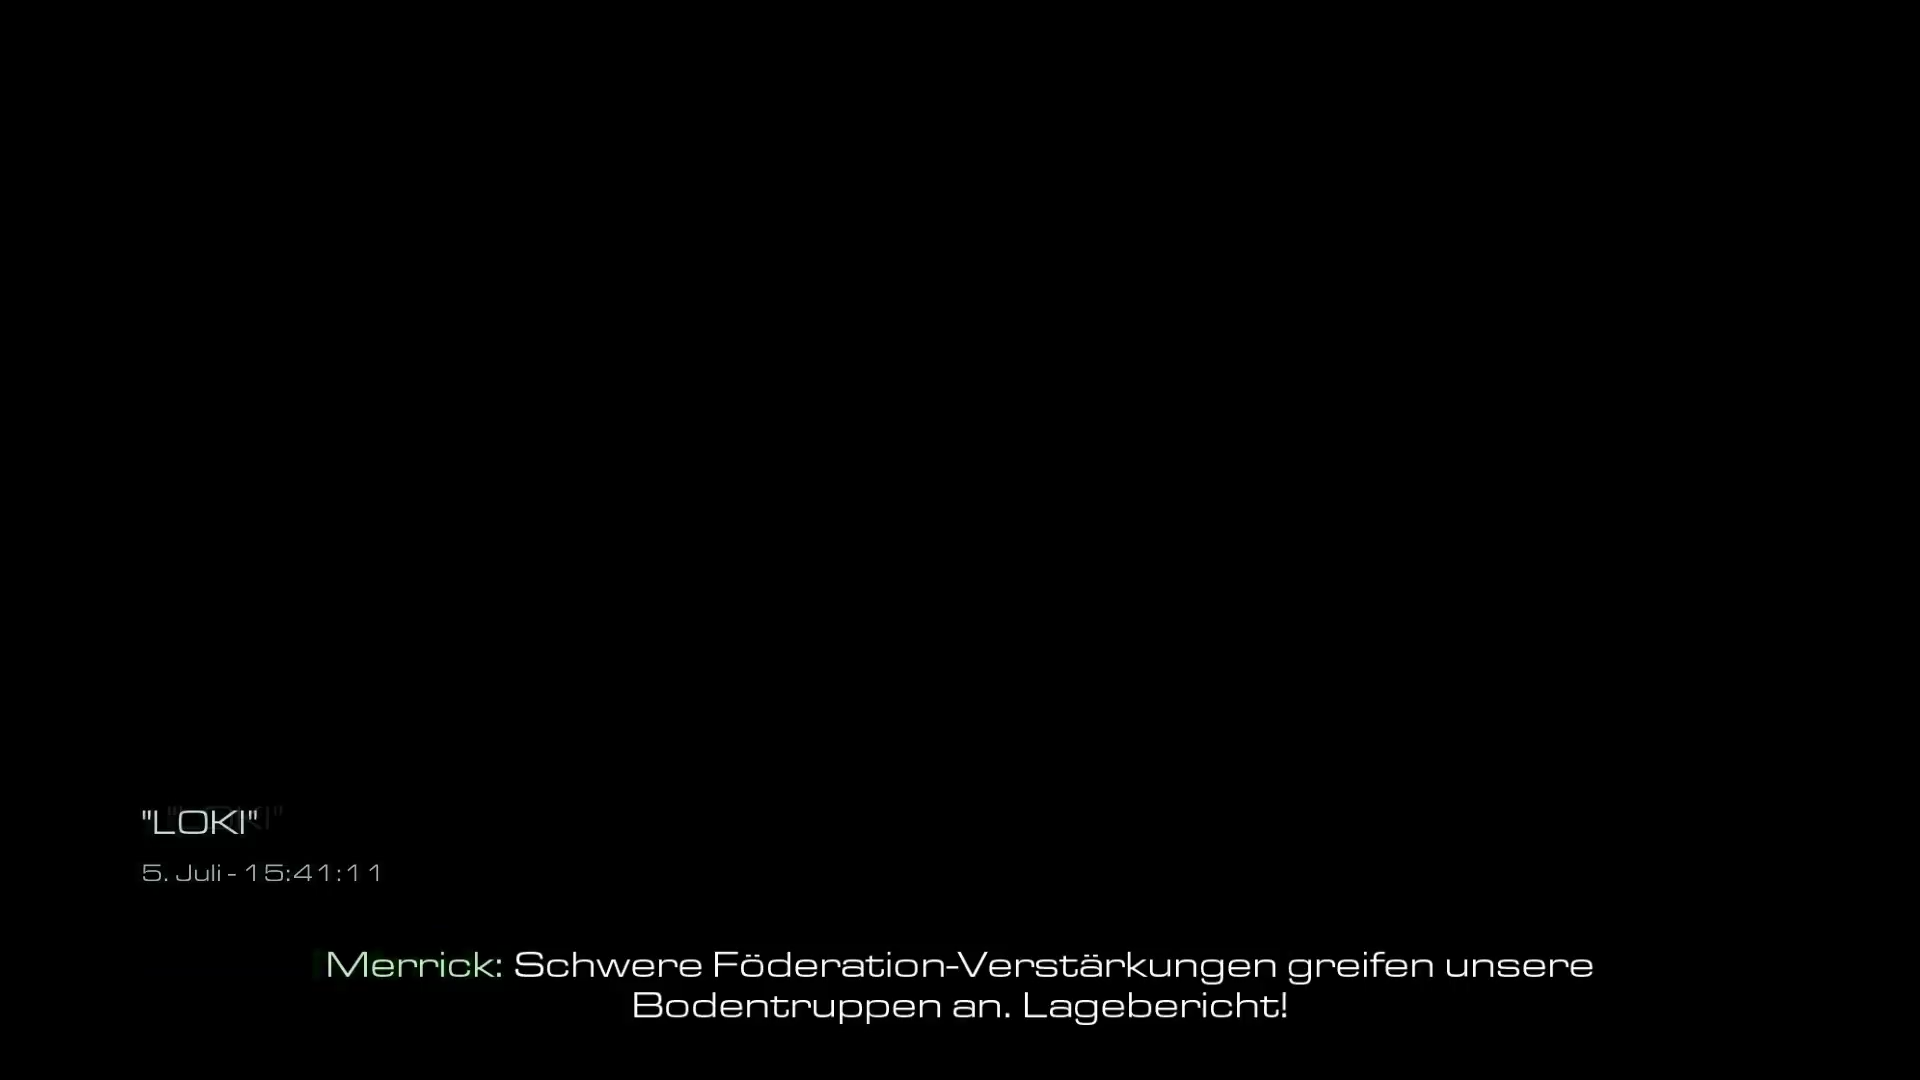 "LOKI"
5. Juli - 15:41:11
Merrick: Schwere Föderation-Verstärkungen greifen unsere
Bodentruppen an. Lagebericht!